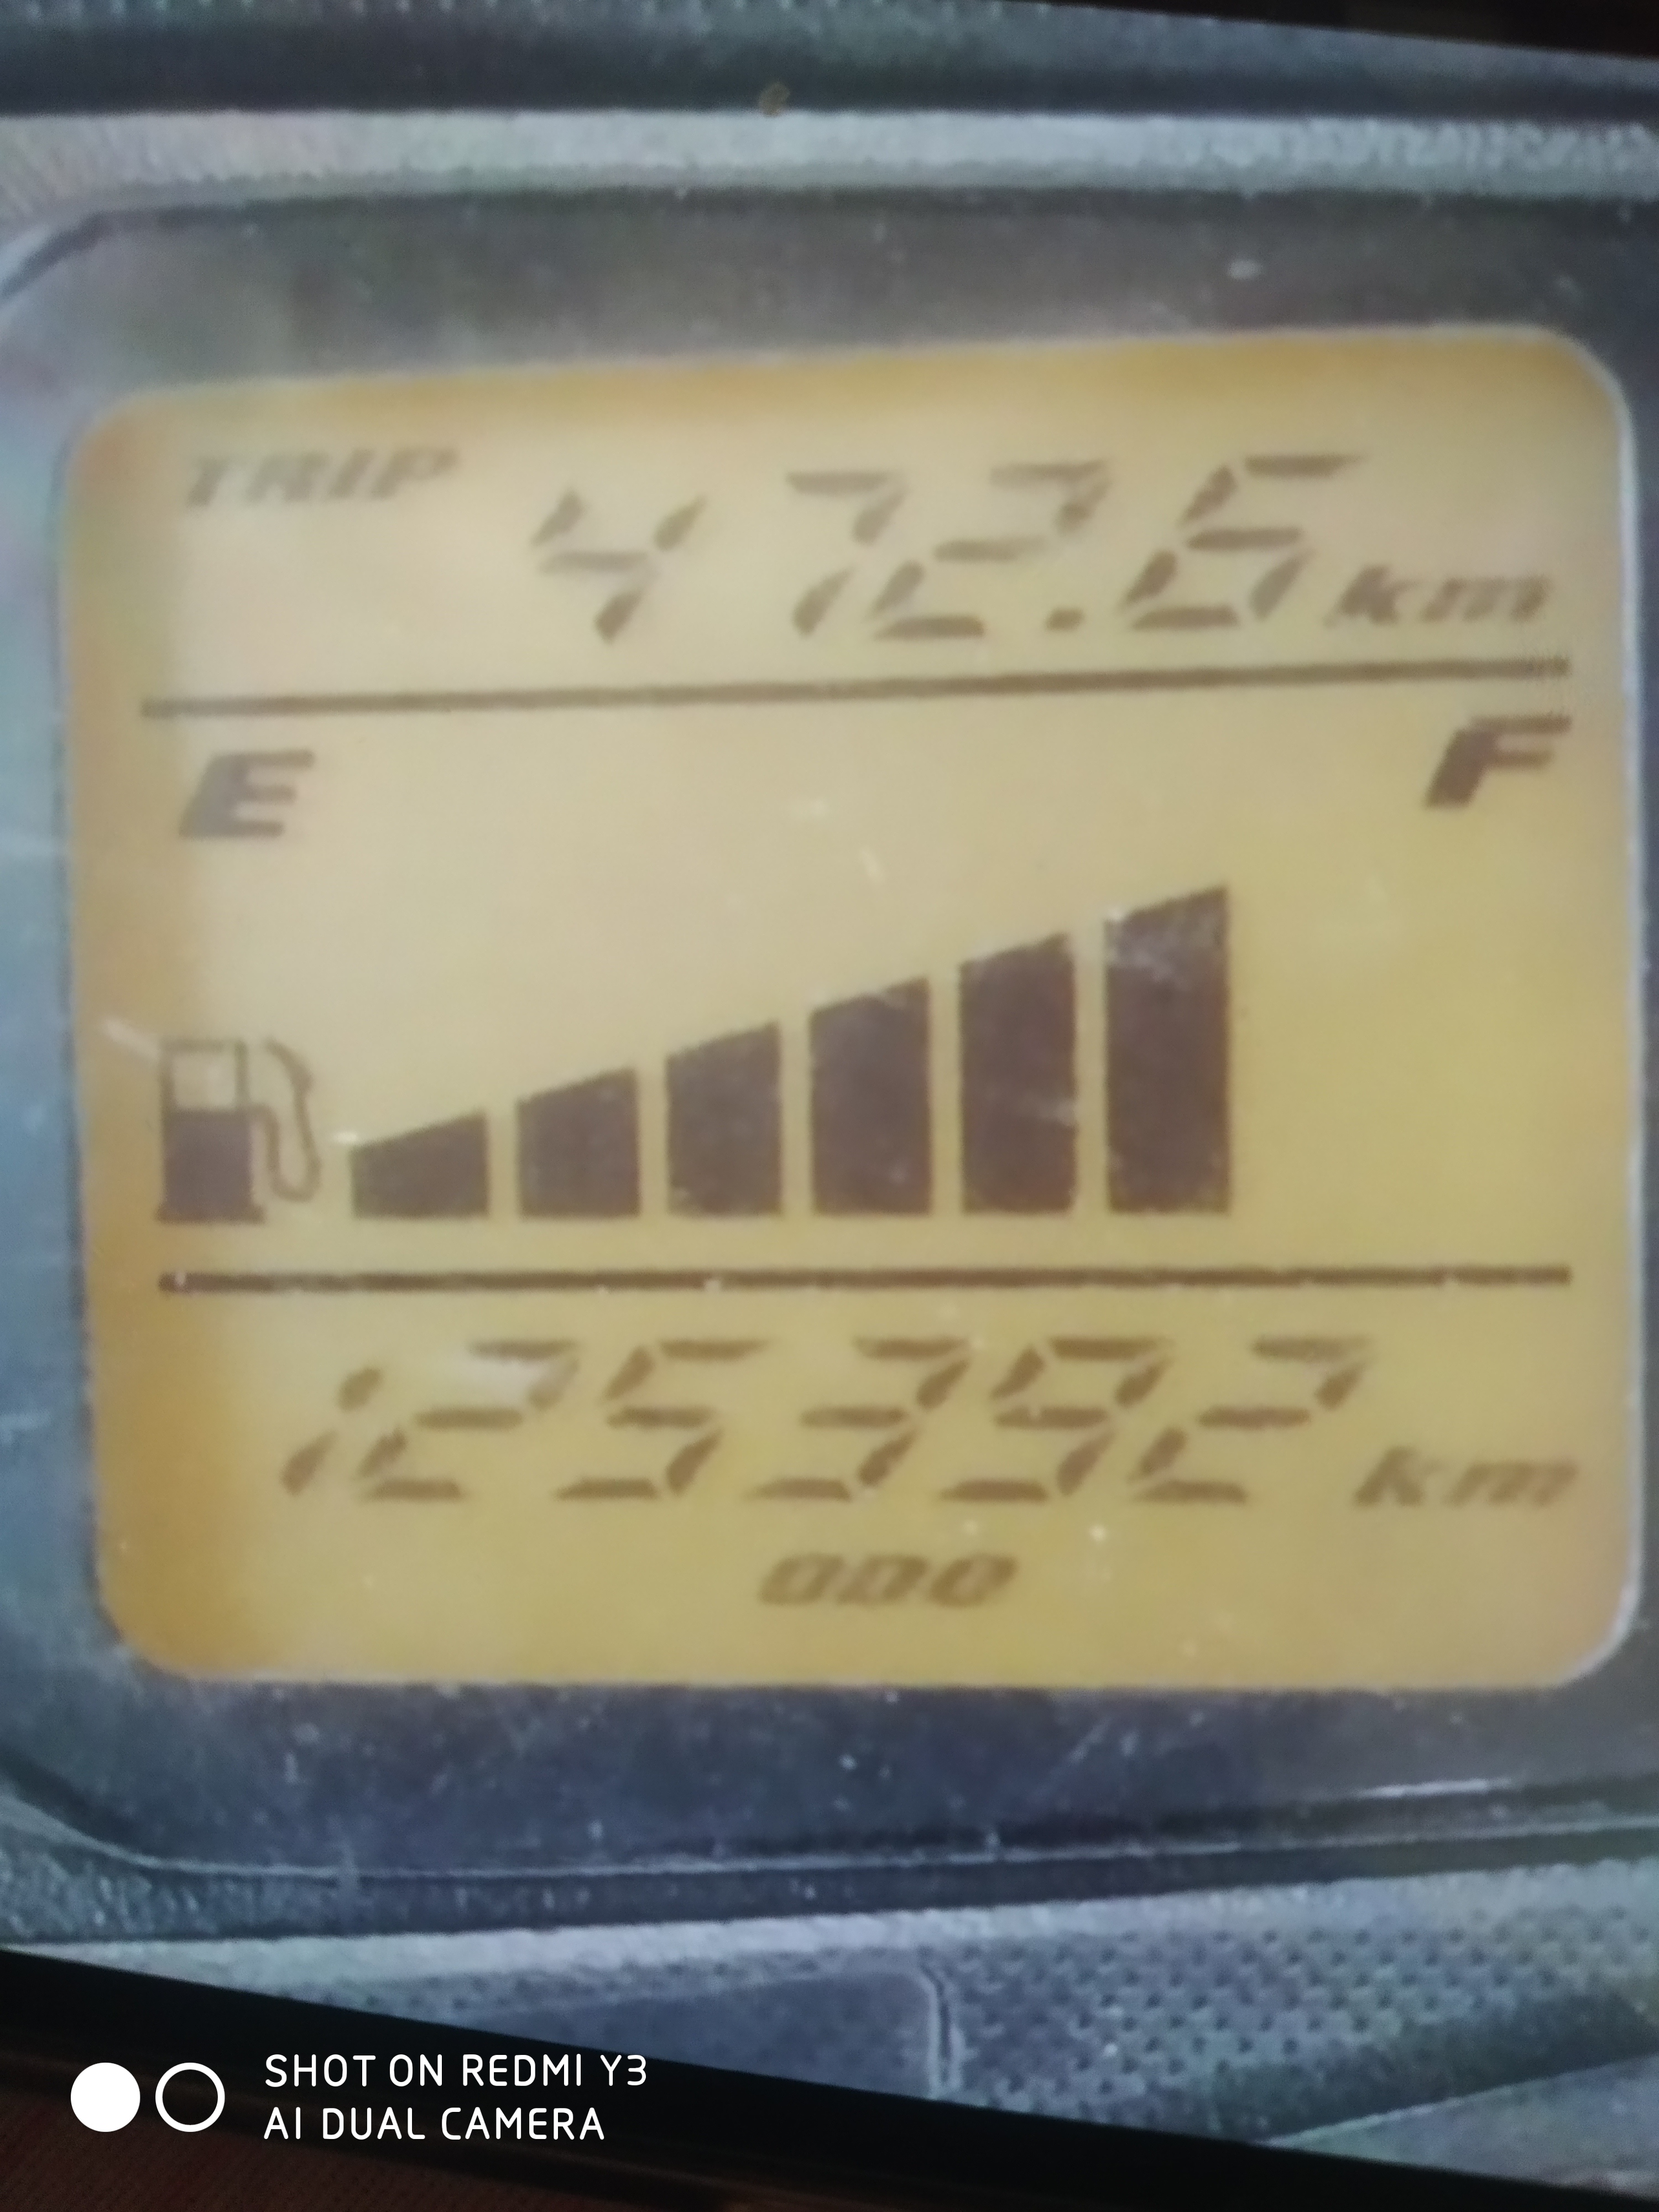 TRIP 472.6 km
E F
125392 km
ODO
SHOT ON REDMI Y3
AI DUAL CAMERA